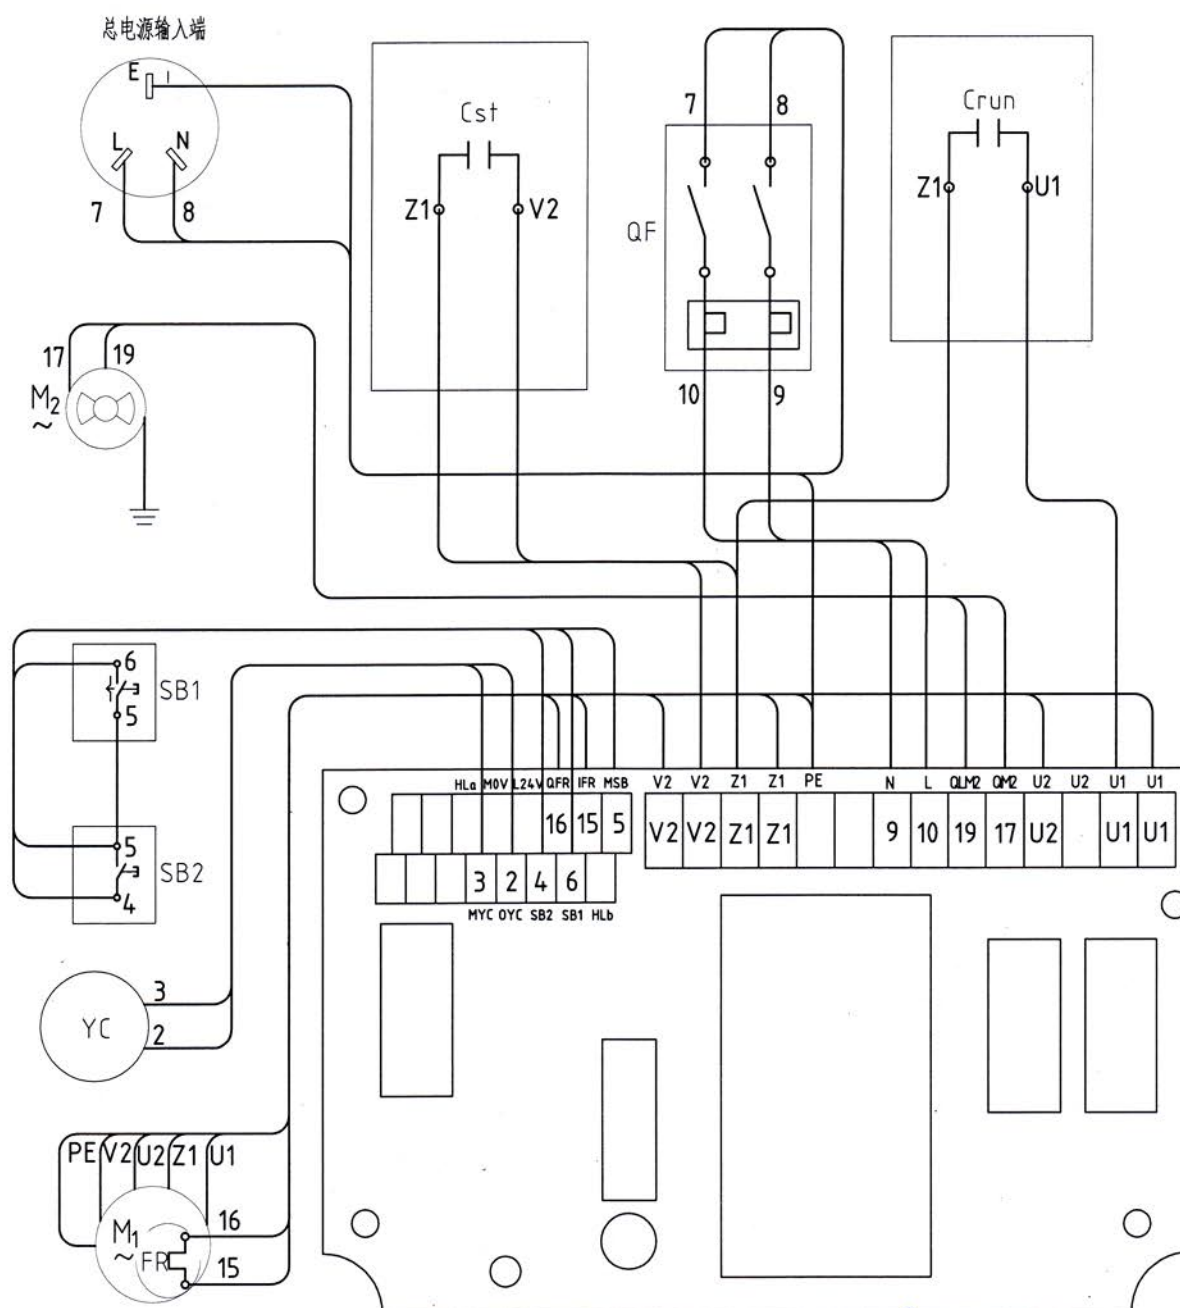 总电源输入端
E
L N
7 8
Cst
Z1 V2
7 8
QF
10 9
Crun
Z1 U1
17 19
M2
~
6
SB1
5
5
SB2
4
3
YC
2
PE V2 U2 Z1 U1
M1
~ FR
16
15
HLa M0V L24V QFR IFR MSB
16 15 5
3 2 4 6
MYC OYC SB2 SB1 HLb
V2 V2 Z1 Z1 PE N L QLM2 QM2 U2 U2 U1 U1
V2 V2 Z1 Z1 9 10 19 17 U2 U1 U1